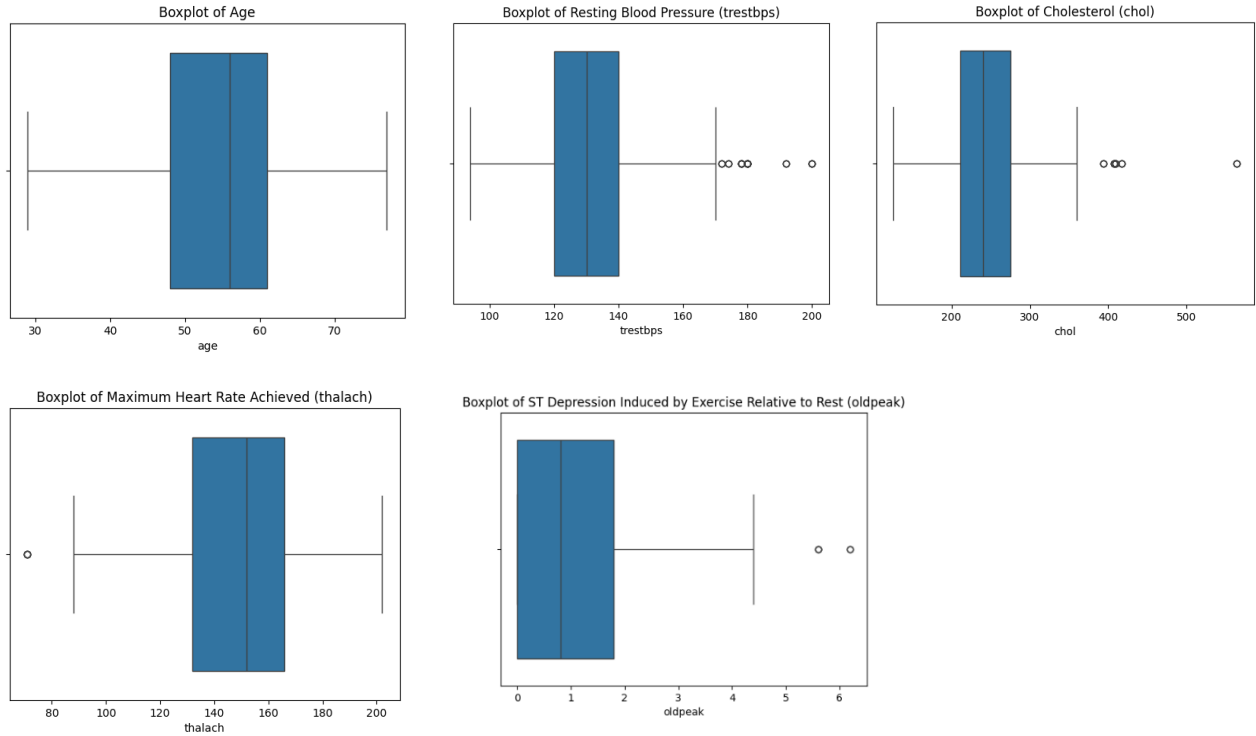 Boxplot of Age
30 40 50 60 70
age
Boxplot of Resting Blood Pressure (trestbps)
100 120 140 160 180 200
trestbps
Boxplot of Cholesterol (chol)
200 300 400 500
chol
Boxplot of Maximum Heart Rate Achieved (thalach)
80 100 120 140 160 180 200
thalach
Boxplot of ST Depression Induced by Exercise Relative to Rest (oldpeak)
0 1 2 3 4 5 6
oldpeak